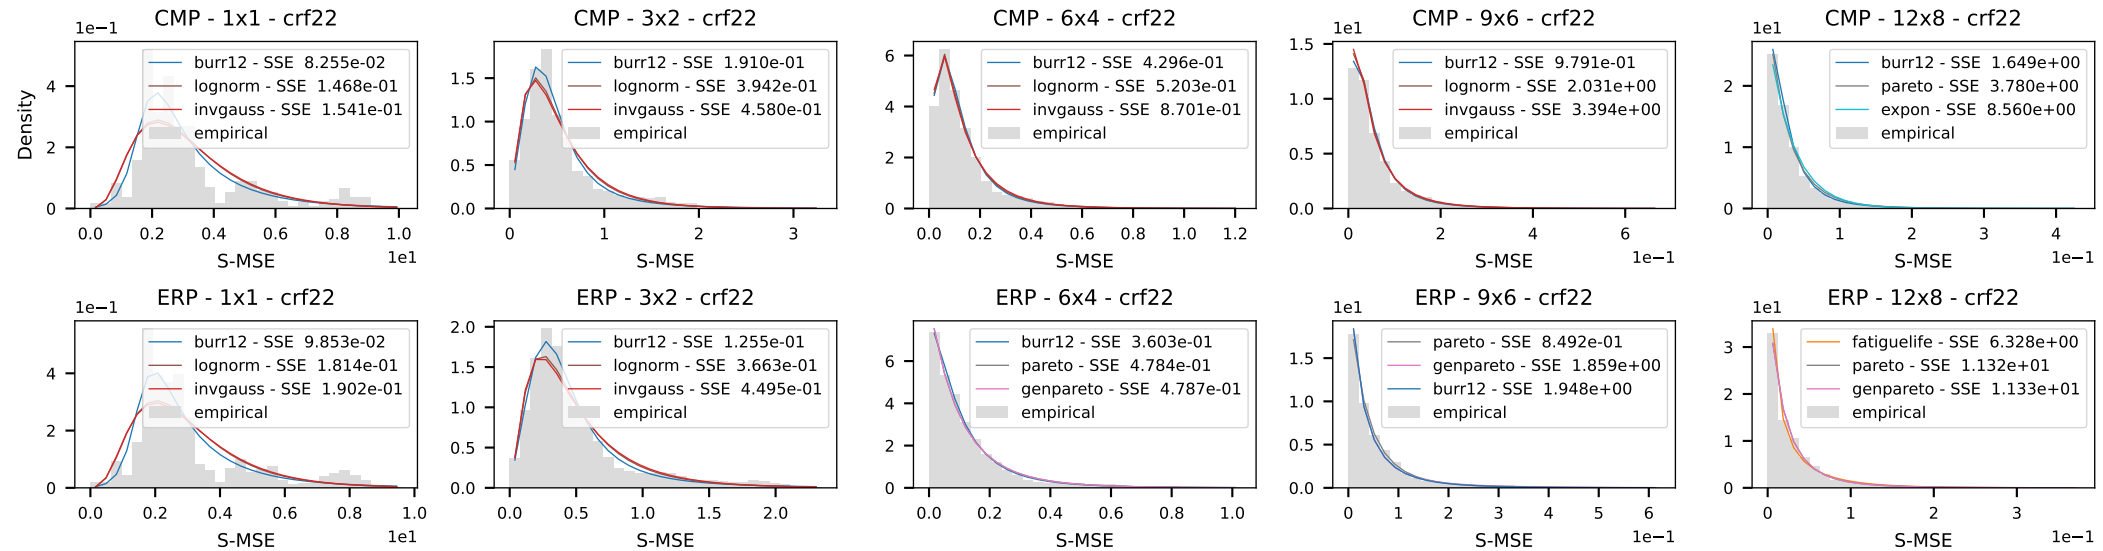 CMP - 1x1 - crf22
1e−1
Density
4
2
0
burr12 - SSE 8.255e-02
lognorm - SSE 1.468e-01
invgauss - SSE 1.541e-01
empirical
0.0 0.2 0.4 0.6 0.8 1.0
1e1
S-MSE
CMP - 3x2 - crf22
1.5
1.0
0.5
0.0
burr12 - SSE 1.910e-01
lognorm - SSE 3.942e-01
invgauss - SSE 4.580e-01
empirical
0 1 2 3
S-MSE
CMP - 6x4 - crf22
6
4
2
0
burr12 - SSE 4.296e-01
lognorm - SSE 5.203e-01
invgauss - SSE 8.701e-01
empirical
0.0 0.2 0.4 0.6 0.8 1.0 1.2
S-MSE
CMP - 9x6 - crf22
1e1
1.5
1.0
0.5
0.0
burr12 - SSE 9.791e-01
lognorm - SSE 2.031e+00
invgauss - SSE 3.394e+00
empirical
0 2 4 6
1e−1
S-MSE
CMP - 12x8 - crf22
1e1
2
1
0
burr12 - SSE 1.649e+00
pareto - SSE 3.780e+00
expon - SSE 8.560e+00
empirical
0 1 2 3 4
1e−1
S-MSE
ERP - 1x1 - crf22
1e−1
4
2
0
burr12 - SSE 9.853e-02
lognorm - SSE 1.814e-01
invgauss - SSE 1.902e-01
empirical
0.0 0.2 0.4 0.6 0.8 1.0
1e1
S-MSE
ERP - 3x2 - crf22
2.0
1.5
1.0
0.5
0.0
burr12 - SSE 1.255e-01
lognorm - SSE 3.663e-01
invgauss - SSE 4.495e-01
empirical
0.0 0.5 1.0 1.5 2.0
S-MSE
ERP - 6x4 - crf22
6
4
2
0
burr12 - SSE 3.603e-01
pareto - SSE 4.784e-01
genpareto - SSE 4.787e-01
empirical
0.0 0.2 0.4 0.6 0.8 1.0
S-MSE
ERP - 9x6 - crf22
1e1
1.5
1.0
0.5
0.0
pareto - SSE 8.492e-01
genpareto - SSE 1.859e+00
burr12 - SSE 1.948e+00
empirical
0 1 2 3 4 5 6
1e−1
S-MSE
ERP - 12x8 - crf22
1e1
3
2
1
0
fatiguelife - SSE 6.328e+00
pareto - SSE 1.132e+01
genpareto - SSE 1.133e+01
empirical
0 1 2 3
1e−1
S-MSE